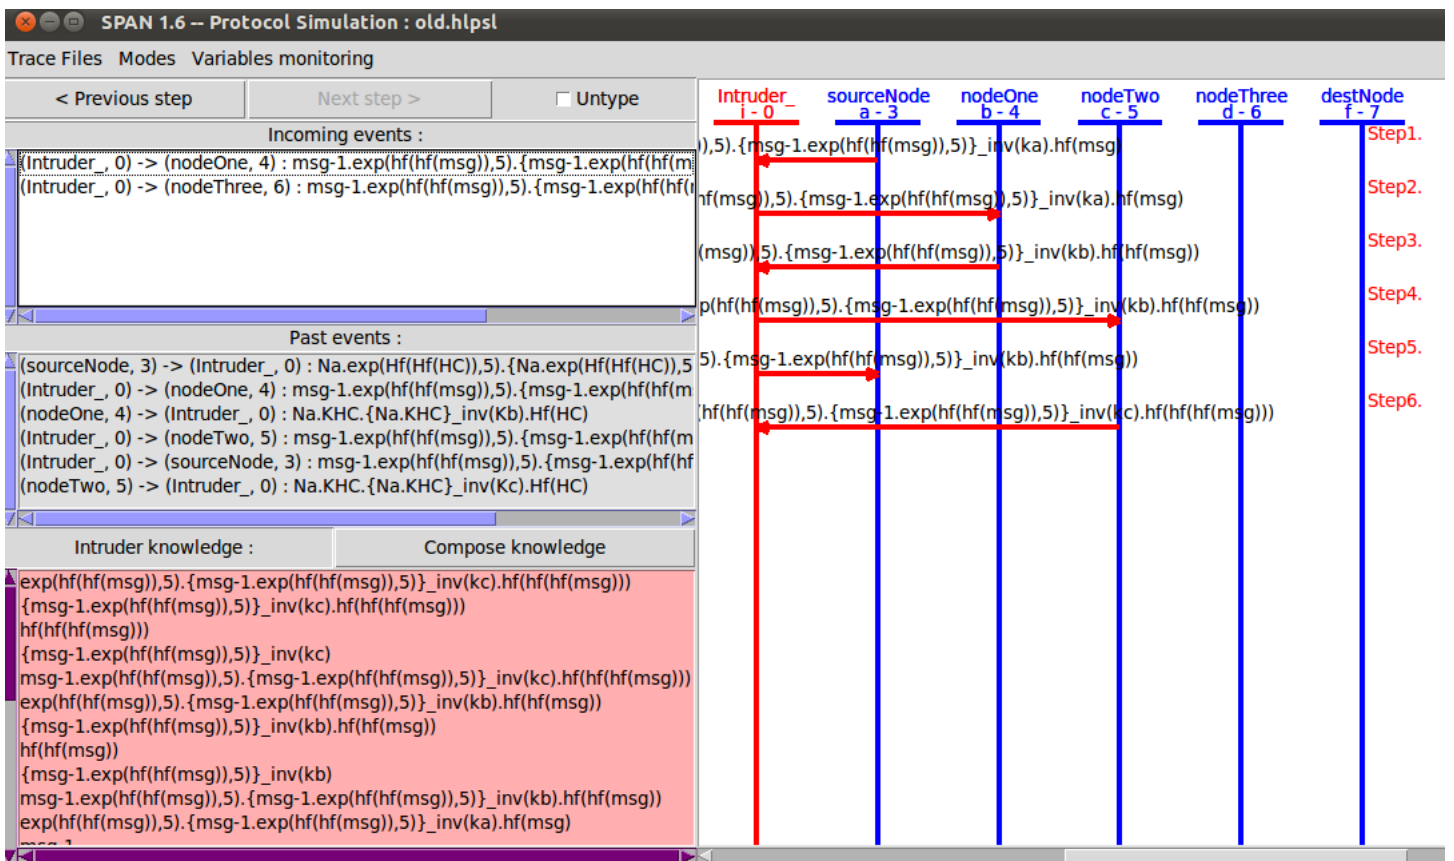 SPAN 1.6 -- Protocol Simulation : old.hlpsl
Trace Files Modes Variables monitoring
< Previous step
Next step >
Untype
Incoming events :
(Intruder_, 0) -> (nodeOne, 4) : msg-1.exp(hf(hf(msg)),5).{msg-1.exp(hf(hf(m
(Intruder_, 0) -> (nodeThree, 6) : msg-1.exp(hf(hf(msg)),5).{msg-1.exp(hf(hf(
Past events :
(sourceNode, 3) -> (Intruder_, 0) : Na.exp(Hf(Hf(HC)),5).{Na.exp(Hf(Hf(HC)),5
(Intruder_, 0) -> (nodeOne, 4) : msg-1.exp(hf(hf(msg)),5).{msg-1.exp(hf(hf(m
(nodeOne, 4) -> (Intruder_, 0) : Na.KHC.{Na.KHC}_inv(Kb).Hf(HC)
(Intruder_, 0) -> (nodeTwo, 5) : msg-1.exp(hf(hf(msg)),5).{msg-1.exp(hf(hf(m
(Intruder_, 0) -> (sourceNode, 3) : msg-1.exp(hf(hf(msg)),5).{msg-1.exp(hf(hf
(nodeTwo, 5) -> (Intruder_, 0) : Na.KHC.{Na.KHC}_inv(Kc).Hf(HC)
Intruder knowledge :
Compose knowledge
exp(hf(hf(msg)),5).{msg-1.exp(hf(hf(msg)),5)}_inv(kc).hf(hf(hf(msg)))
{msg-1.exp(hf(hf(msg)),5)}_inv(kc).hf(hf(hf(msg)))
hf(hf(hf(msg)))
{msg-1.exp(hf(hf(msg)),5)}_inv(kc)
msg-1.exp(hf(hf(msg)),5).{msg-1.exp(hf(hf(msg)),5)}_inv(kc).hf(hf(hf(msg)))
exp(hf(hf(msg)),5).{msg-1.exp(hf(hf(msg)),5)}_inv(kb).hf(hf(msg))
{msg-1.exp(hf(hf(msg)),5)}_inv(kb).hf(hf(msg))
hf(hf(msg))
{msg-1.exp(hf(hf(msg)),5)}_inv(kb)
msg-1.exp(hf(hf(msg)),5).{msg-1.exp(hf(hf(msg)),5)}_inv(kb).hf(hf(msg))
exp(hf(hf(msg)),5).{msg-1.exp(hf(hf(msg)),5)}_inv(ka).hf(msg)
Intruder_ sourceNode nodeOne nodeTwo nodeThree destNode
i - 0 a - 3 b - 4 c - 5 d - 6 f - 7
Step1.
),5).{msg-1.exp(hf(hf(msg)),5)}_inv(ka).hf(msg)
Step2.
hf(msg)),5).{msg-1.exp(hf(hf(msg)),5)}_inv(ka).hf(msg)
Step3.
(msg)),5).{msg-1.exp(hf(hf(msg)),5)}_inv(kb).hf(hf(msg))
Step4.
p(hf(hf(msg)),5).{msg-1.exp(hf(hf(msg)),5)}_inv(kb).hf(hf(msg))
Step5.
5).{msg-1.exp(hf(hf(msg)),5)}_inv(kb).hf(hf(msg))
Step6.
(hf(hf(msg)),5).{msg-1.exp(hf(hf(msg)),5)}_inv(kc).hf(hf(hf(msg)))